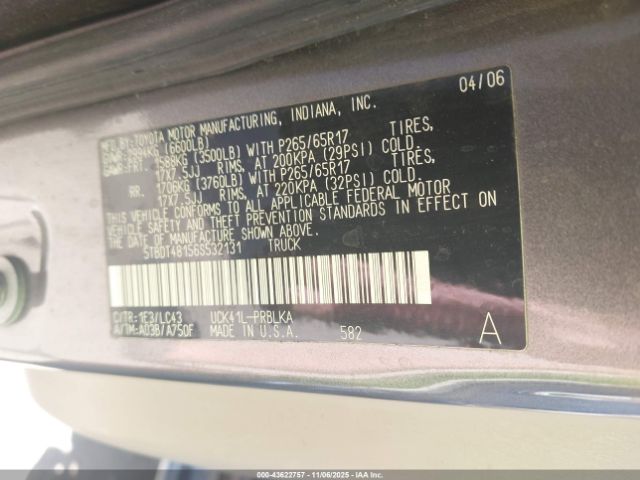 04/06
MFD.BY:TOYOTA MOTOR MANUFACTURING, INDIANA, INC.
GVWR:2994KG (6600LB)
GAWR:FRT. 1588KG (3500LB) WITH P265/65R17 TIRES,
17X7.5JJ RIMS, AT 200KPA (29PSI) COLD.
RR. 1706KG (3760LB) WITH P265/65R17 TIRES,
17X7.5JJ RIMS, AT 220KPA (32PSI) COLD.
THIS VEHICLE CONFORMS TO ALL APPLICABLE FEDERAL MOTOR
VEHICLE SAFETY AND THEFT PREVENTION STANDARDS IN EFFECT ON
THE DATE OF MANUFACTURE SHOWN ABOVE.
5TBDT48156S532131 TRUCK
C/TR:1E3/LC43 UCK41L-PRBLKA
A/TM:A03B/A750F MADE IN U.S.A. 582 A
000-43622757 - 11/06/2025 - IAA Inc.